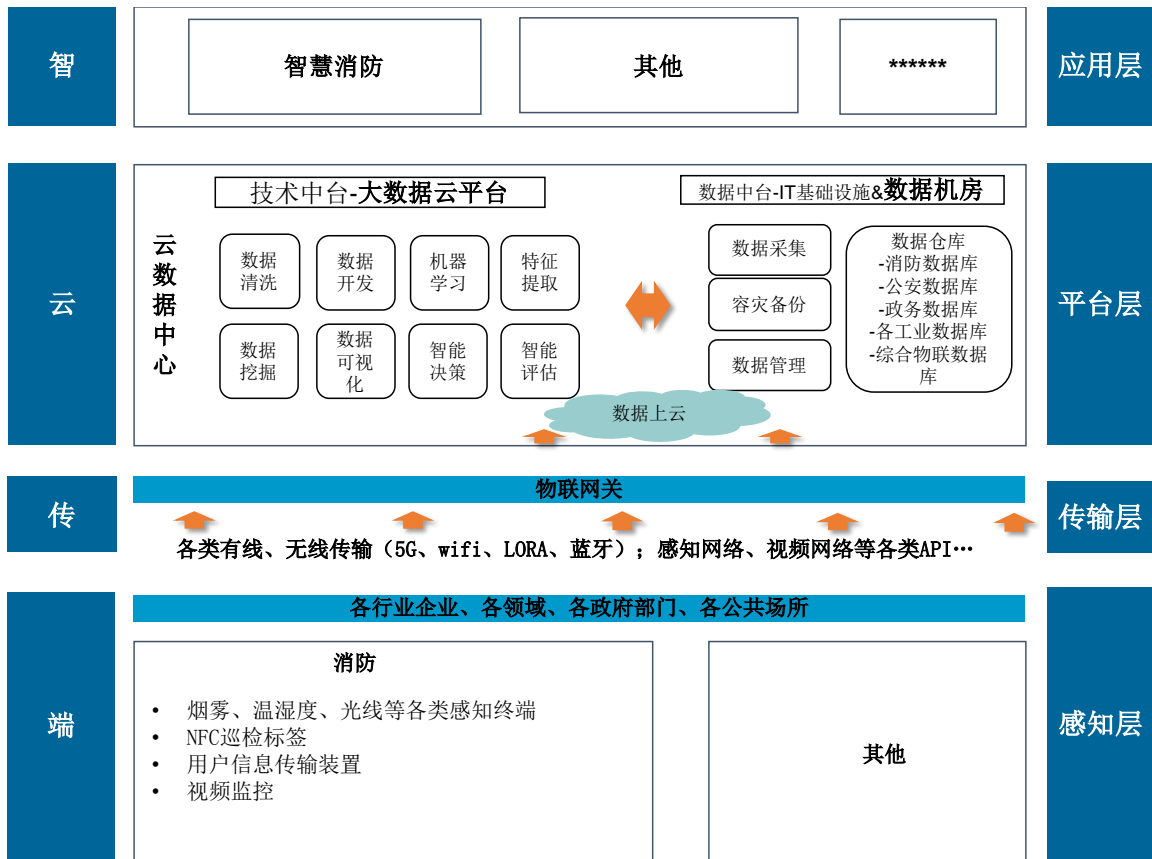 智
智慧消防
其他
******
应用层
云
云
数
据
中
心
技术中台-大数据云平台
数据
清洗
数据
开发
机器
学习
特征
提取
数据
挖掘
数据
可视
化
智能
决策
智能
评估
数据中台-IT基础设施&数据机房
数据采集
容灾备份
数据管理
数据仓库
-消防数据库
-公安数据库
-政务数据库
-各工业数据库
-综合物联数据
库
数据上云
平台层
传
物联网关
各类有线、无线传输（5G、wifi、LORA、蓝牙）；感知网络、视频网络等各类API…
传输层
端
各行业企业、各领域、各政府部门、各公共场所
消防
• 烟雾、温湿度、光线等各类感知终端
• NFC巡检标签
• 用户信息传输装置
• 视频监控
其他
感知层